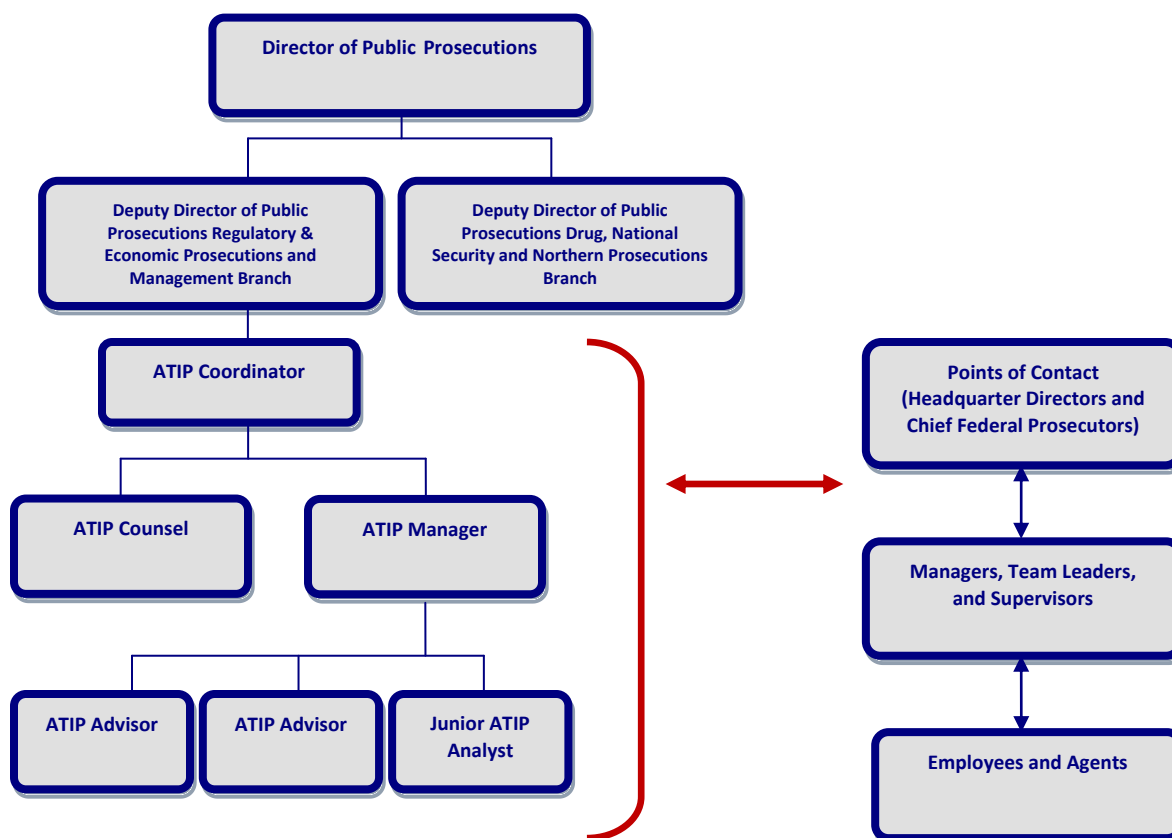 Director of Public Prosecutions
Deputy Director of Public
Prosecutions Regulatory &
Economic Prosecutions and
Management Branch
Deputy Director of Public
Prosecutions Drug, National
Security and Northern Prosecutions
Branch
ATIP Coordinator
Points of Contact
(Headquarter Directors and
Chief Federal Prosecutors)
ATIP Counsel
ATIP Manager
Managers, Team Leaders,
and Supervisors
ATIP Advisor
ATIP Advisor
Junior ATIP
Analyst
Employees and Agents